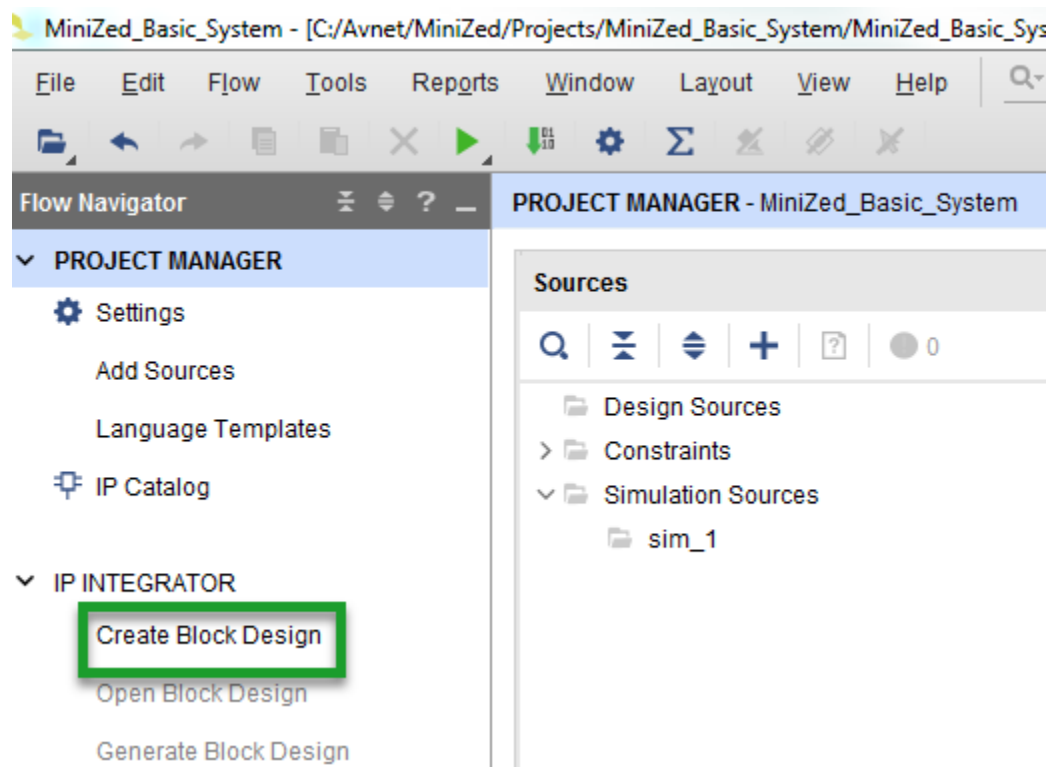 MiniZed_Basic_System - [C:/Avnet/MiniZed/Projects/MiniZed_Basic_System/MiniZed_Basic_Sys
File Edit Flow Tools Reports Window Layout View Help
Flow Navigator ? PROJECT MANAGER - MiniZed_Basic_System
PROJECT MANAGER
Sources
Settings
? 0
Add Sources
Design Sources
Language Templates
Constraints
IP Catalog
Simulation Sources
sim_1
IP INTEGRATOR
Create Block Design
Open Block Design
Generate Block Design